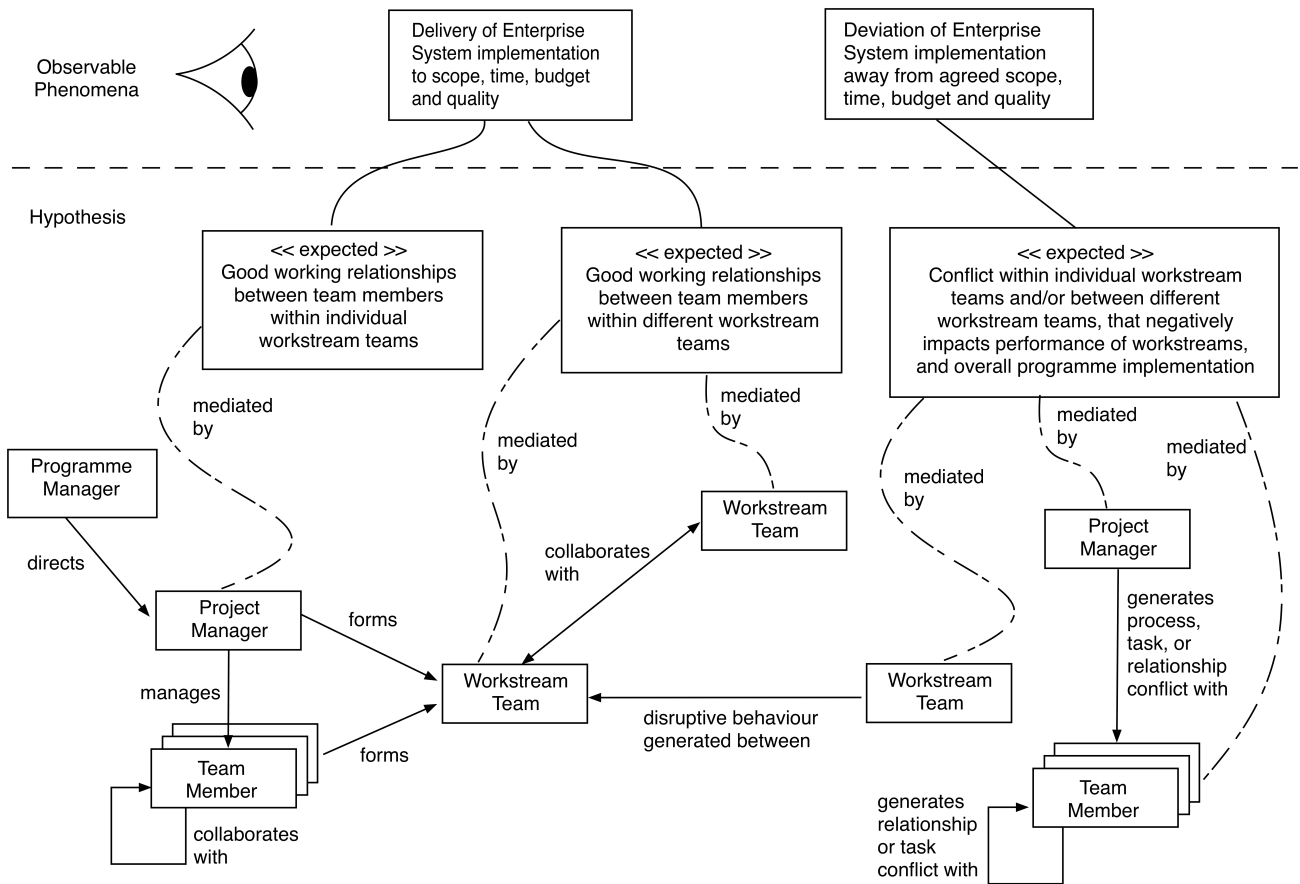 Observable
Phenomena
Delivery of Enterprise
System implementation
to scope, time, budget
and quality
Deviation of Enterprise
System implementation
away from agreed scope,
time, budget and quality
Hypothesis
<< expected >>
Good working relationships
between team members
within individual
workstream teams
<< expected >>
Good working relationships
between team members
within different workstream
teams
<< expected >>
Conflict within individual workstream
teams and/or between different
workstream teams, that negatively
impacts performance of workstreams,
and overall programme implementation
mediated
by
mediated
by
mediated
by
mediated
by
mediated
by
mediated
by
Programme
Manager
directs
Project
Manager
forms
manages
Team
Member
forms
collaborates
with
Workstream
Team
collaborates
with
Workstream
Team
disruptive behaviour
generated between
Workstream
Team
Project
Manager
generates
process,
task, or
relationship
conflict with
Team
Member
generates
relationship
or task
conflict with